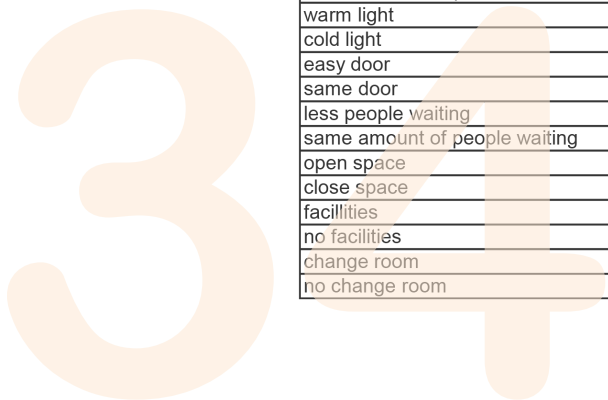 34
warm light
cold light
easy door
same door
less people waiting
same amount of people waiting
open space
close space
facillities
no facilities
change room
no change room